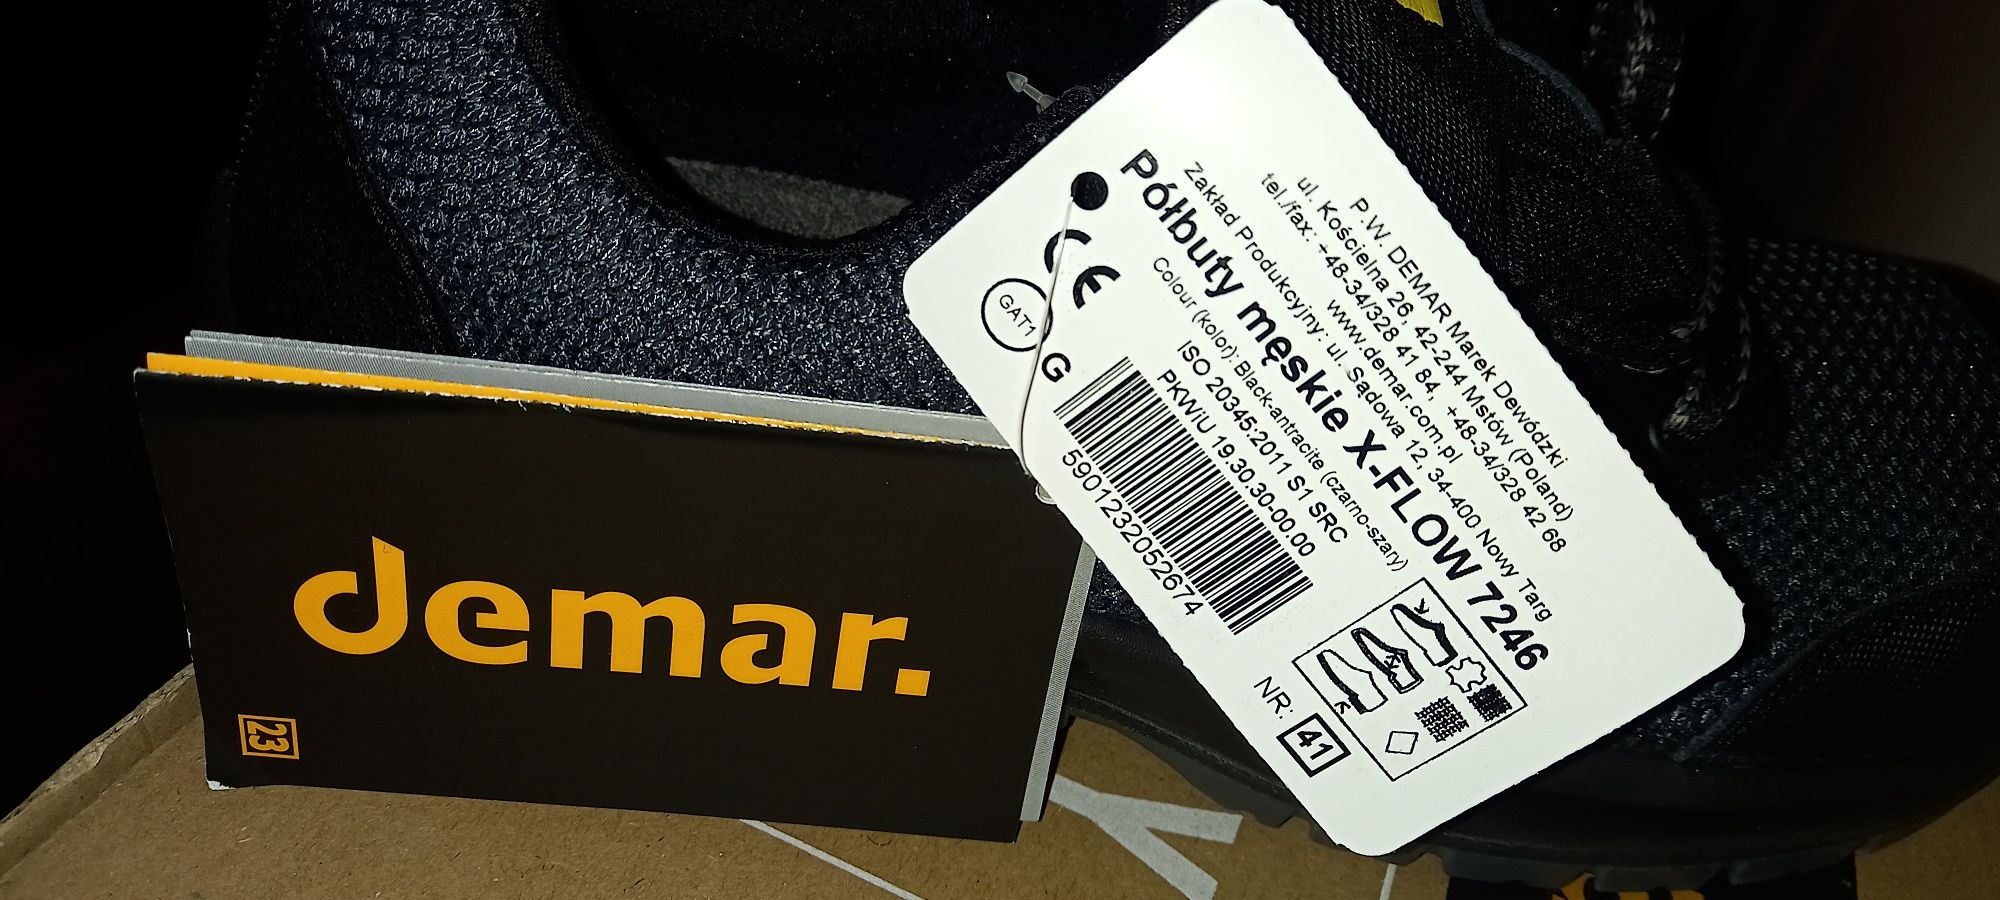 demar.
23
P.W. DEMAR Marek Dewódzki
ul. Kościelna 26, 42-244 Mstów (Poland)
tel./fax: +48-34/328 41 84, +48-34/328 42 68
www.demar.com.pl
Zakład Produkcyjny: ul. Sądowa 12, 34-400 Nowy Targ
Półbuty męskie X-FLOW 7246
Colour (kolor): Black-antracite (czarno-szary)
ISO 20345:2011 S1 SRC
PKWiU 19.30.30-00.00
CE
GAT1
G
5901232052674
NR: 41